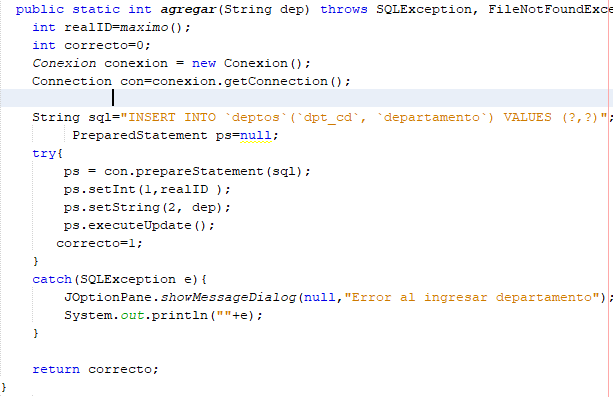 public static int agregar(String dep) throws SQLException, FileNotFoundExce
int realID=maximo();
int correcto=0;
Conexion conexion = new Conexion();
Connection con=conexion.getConnection();
String sql="INSERT INTO `deptos`(`dpt_cd`, `departamento`) VALUES (?,?)";
PreparedStatement ps=null;
try{
ps = con.prepareStatement(sql);
ps.setInt(1,realID );
ps.setString(2, dep);
ps.executeUpdate();
correcto=1;
}
catch(SQLException e){
JOptionPane.showMessageDialog(null,"Error al ingresar departamento");
System.out.println(""+e);
}
return correcto;
}